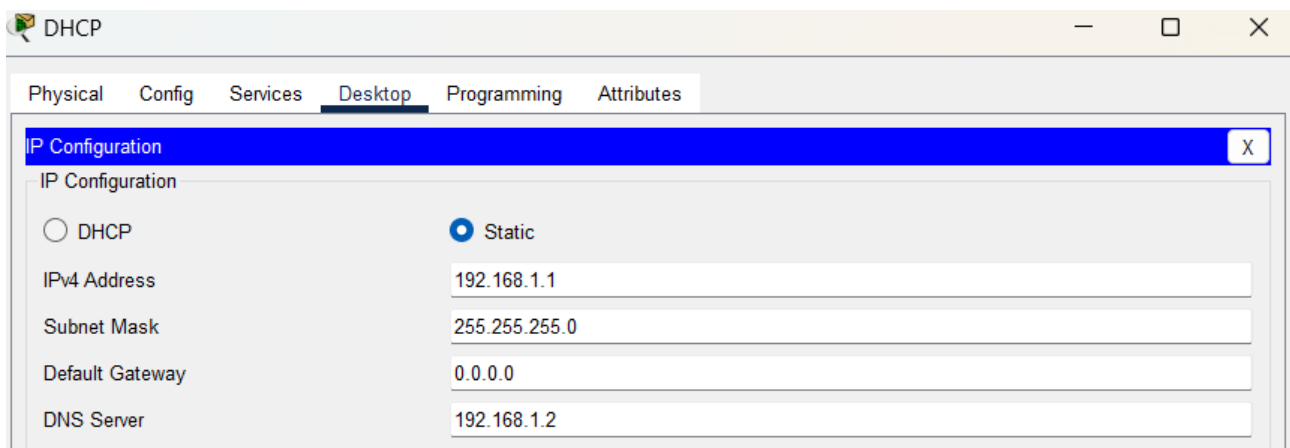 DHCP
Physical Config Services Desktop Programming Attributes
IP Configuration X
IP Configuration
DHCP Static
IPv4 Address 192.168.1.1
Subnet Mask 255.255.255.0
Default Gateway 0.0.0.0
DNS Server 192.168.1.2